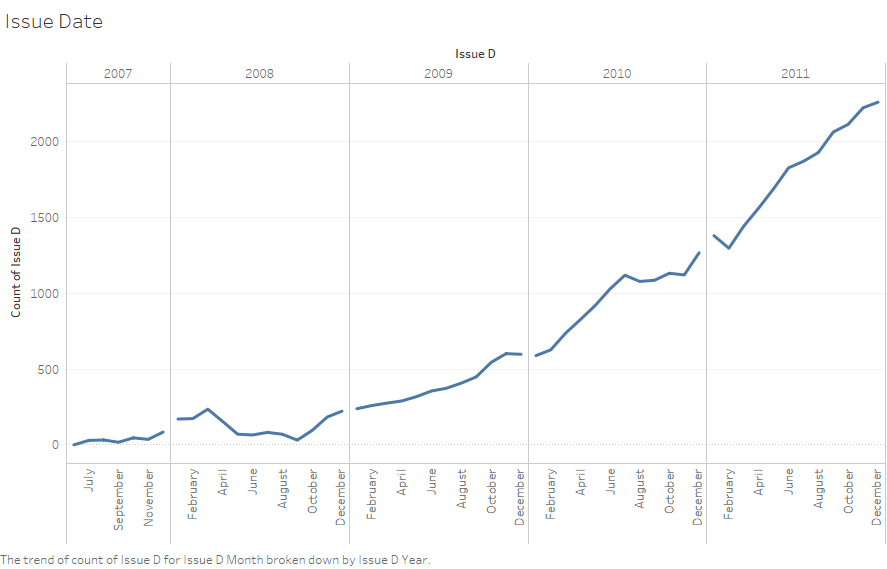 Issue Date
Issue D
2007 2008 2009 2010 2011
Count of Issue D
2000
1500
1000
500
0
July September November February April June August October December February April June August October December February April June August October December February April June August October December
The trend of count of Issue D for Issue D Month broken down by Issue D Year.